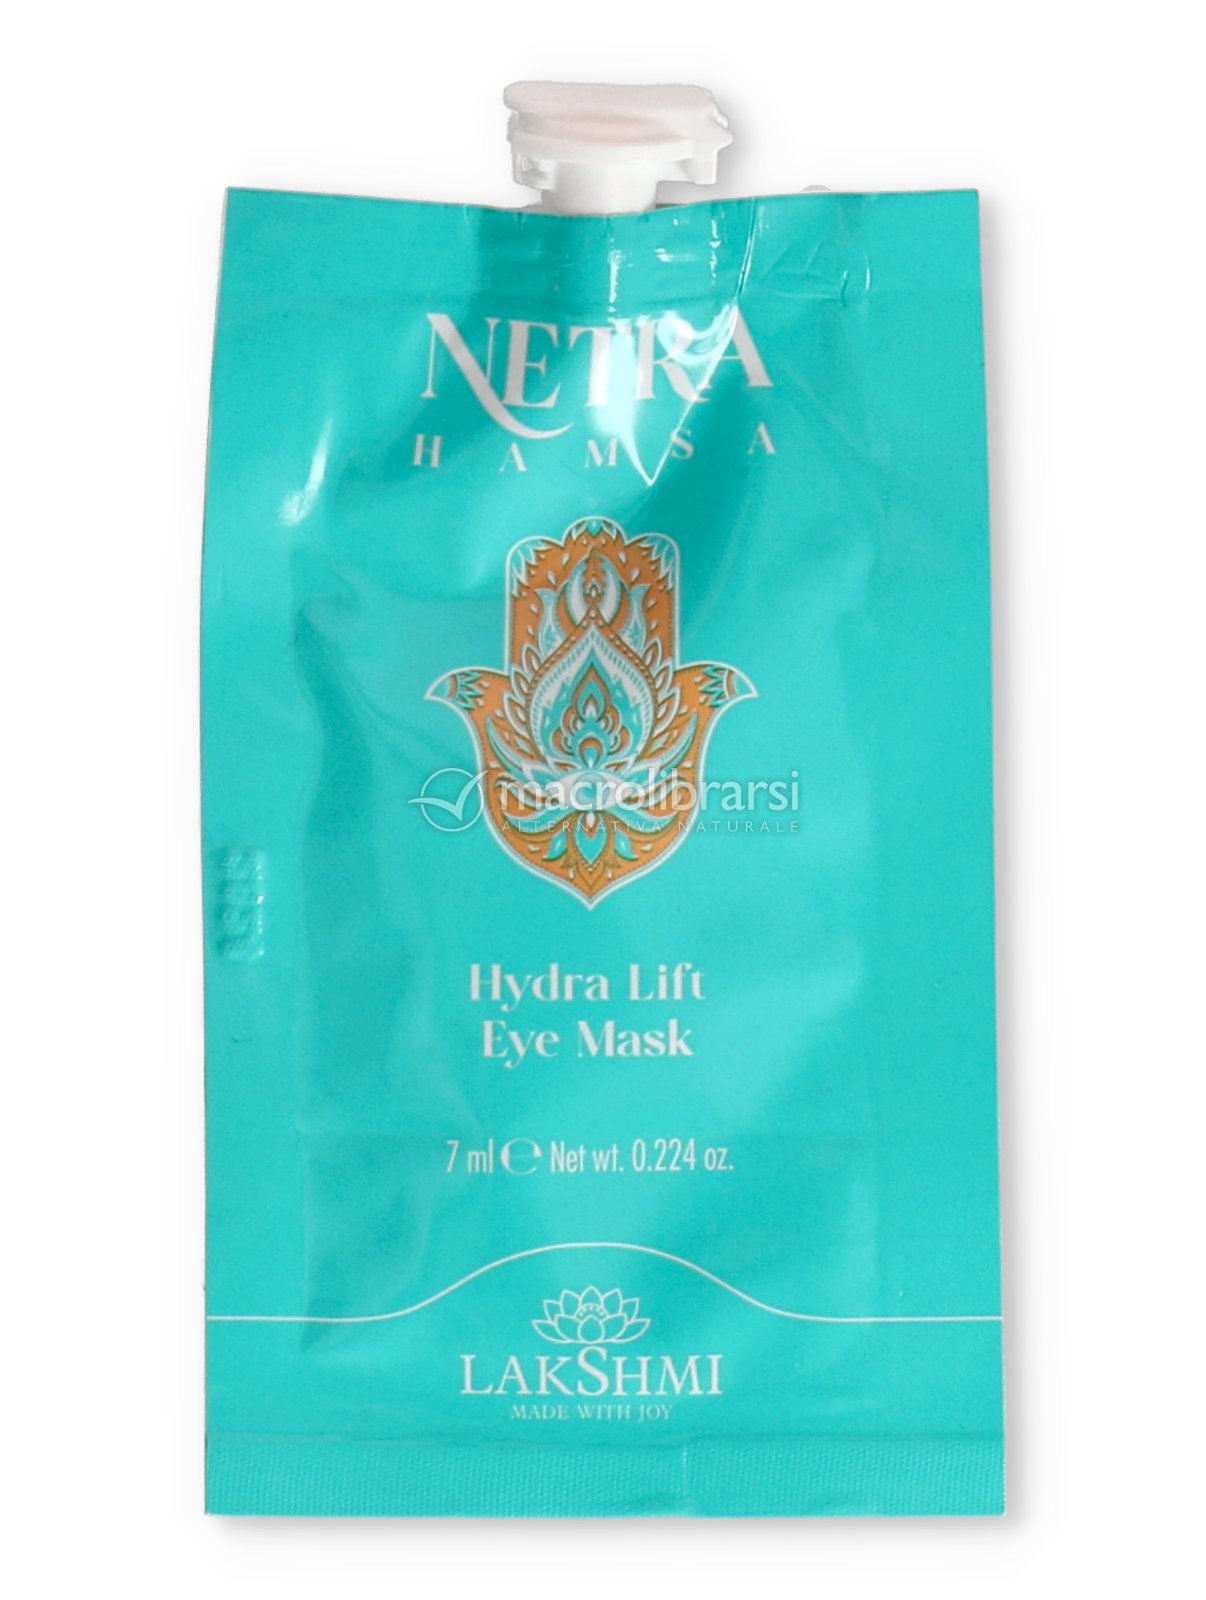 NETRA
HAMSA
macrolibrarsi
ALTERNATIVA NATURALE
Hydra Lift
Eye Mask
7 ml ℮ Net wt. 0.224 oz.
LAKSHMI
MADE WITH JOY